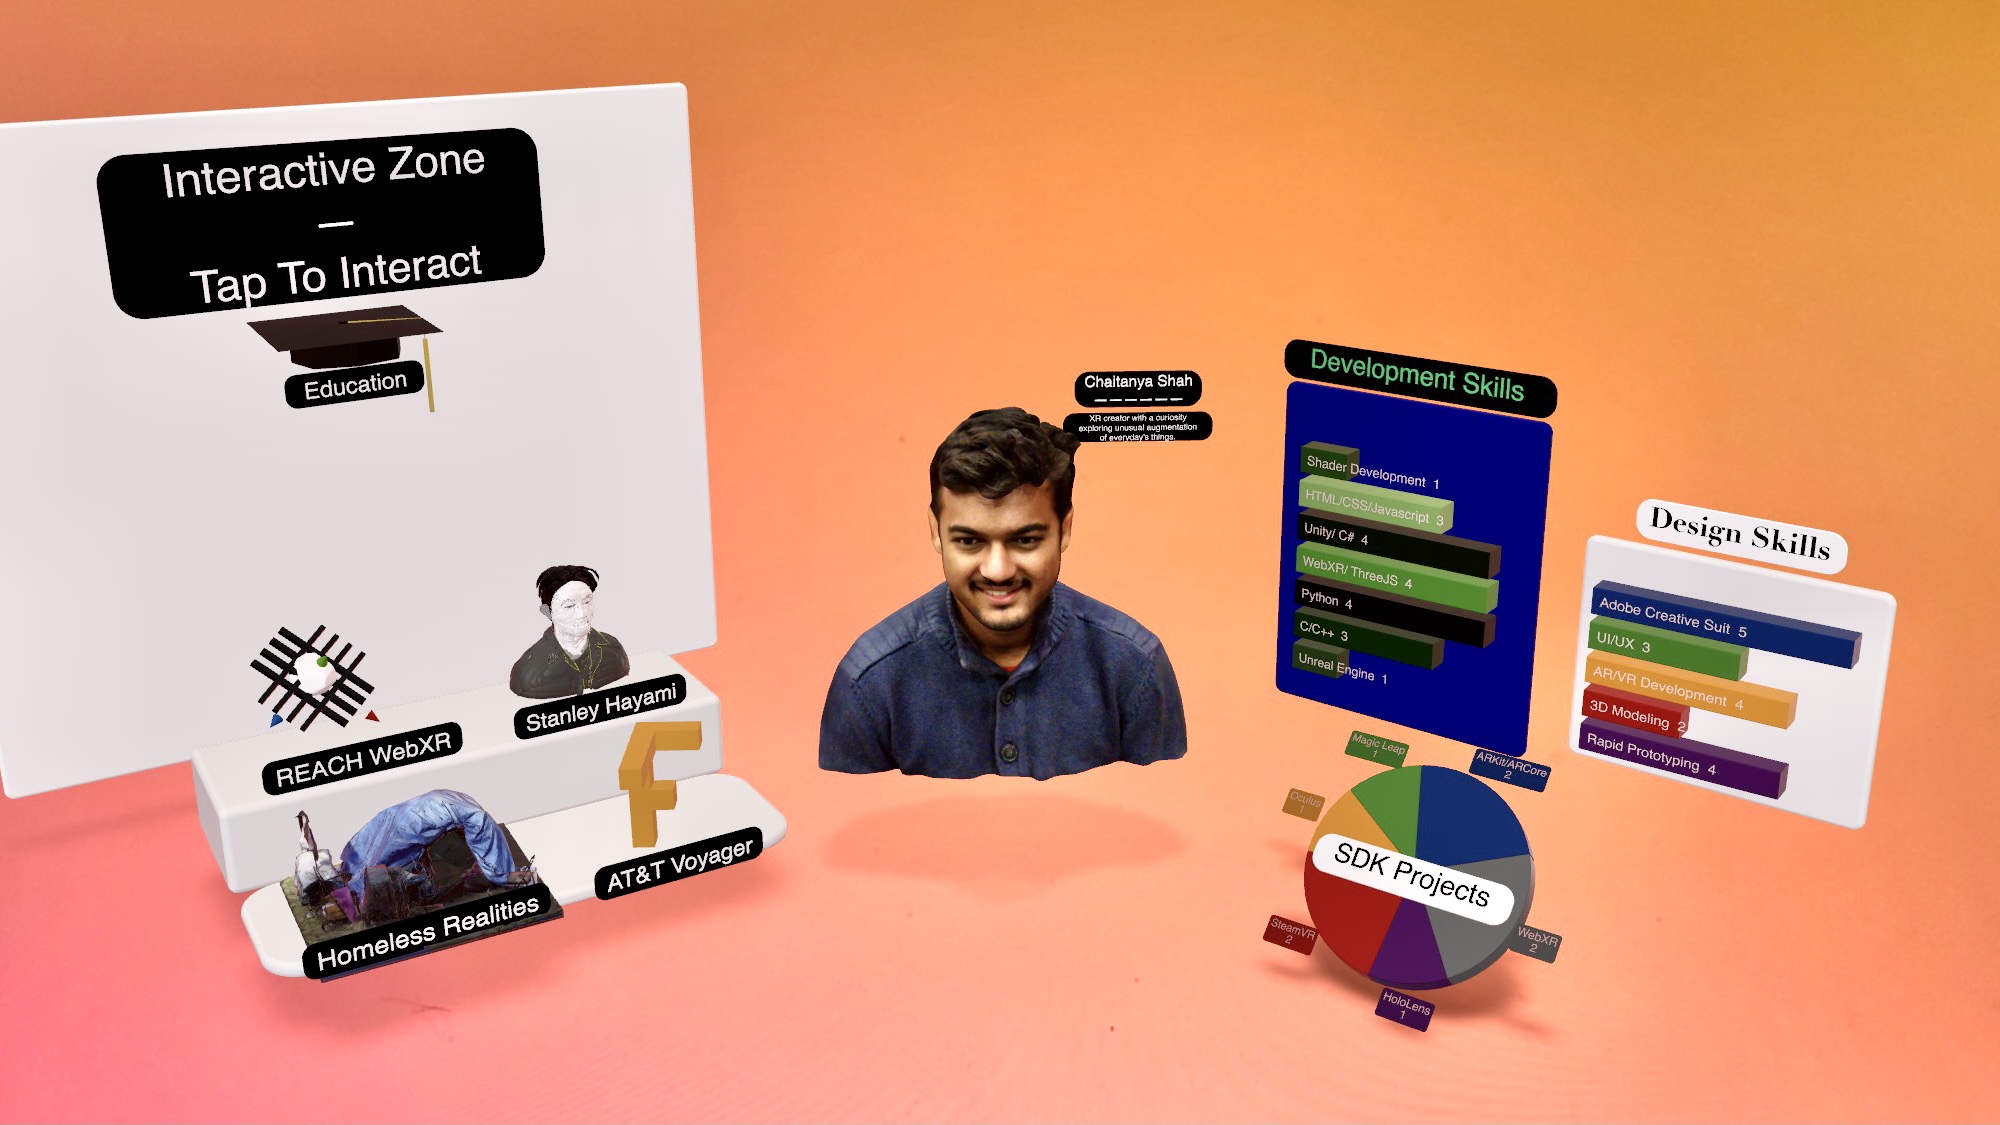 Interactive Zone
—
Tap To Interact
Education
REACH WebXR
Stanley Hayami
Homeless Realities
AT&T Voyager
Chaitanya Shah
— — — — — —
XR creator with a curiosity
exploring unusual augmentation
of everyday's things.
Development Skills
Shader Development 1
HTML/CSS/Javascript 3
Unity/ C# 4
WebXR/ ThreeJS 4
Python 4
C/C++ 3
Unreal Engine 1
Design Skills
Adobe Creative Suit 5
UI/UX 3
AR/VR Development 4
3D Modeling 2
Rapid Prototyping 4
Magic Leap
1
ARKit/ARCore
2
Oculus
1
SDK Projects
SteamVR
2
WebXR
2
HoloLens
1